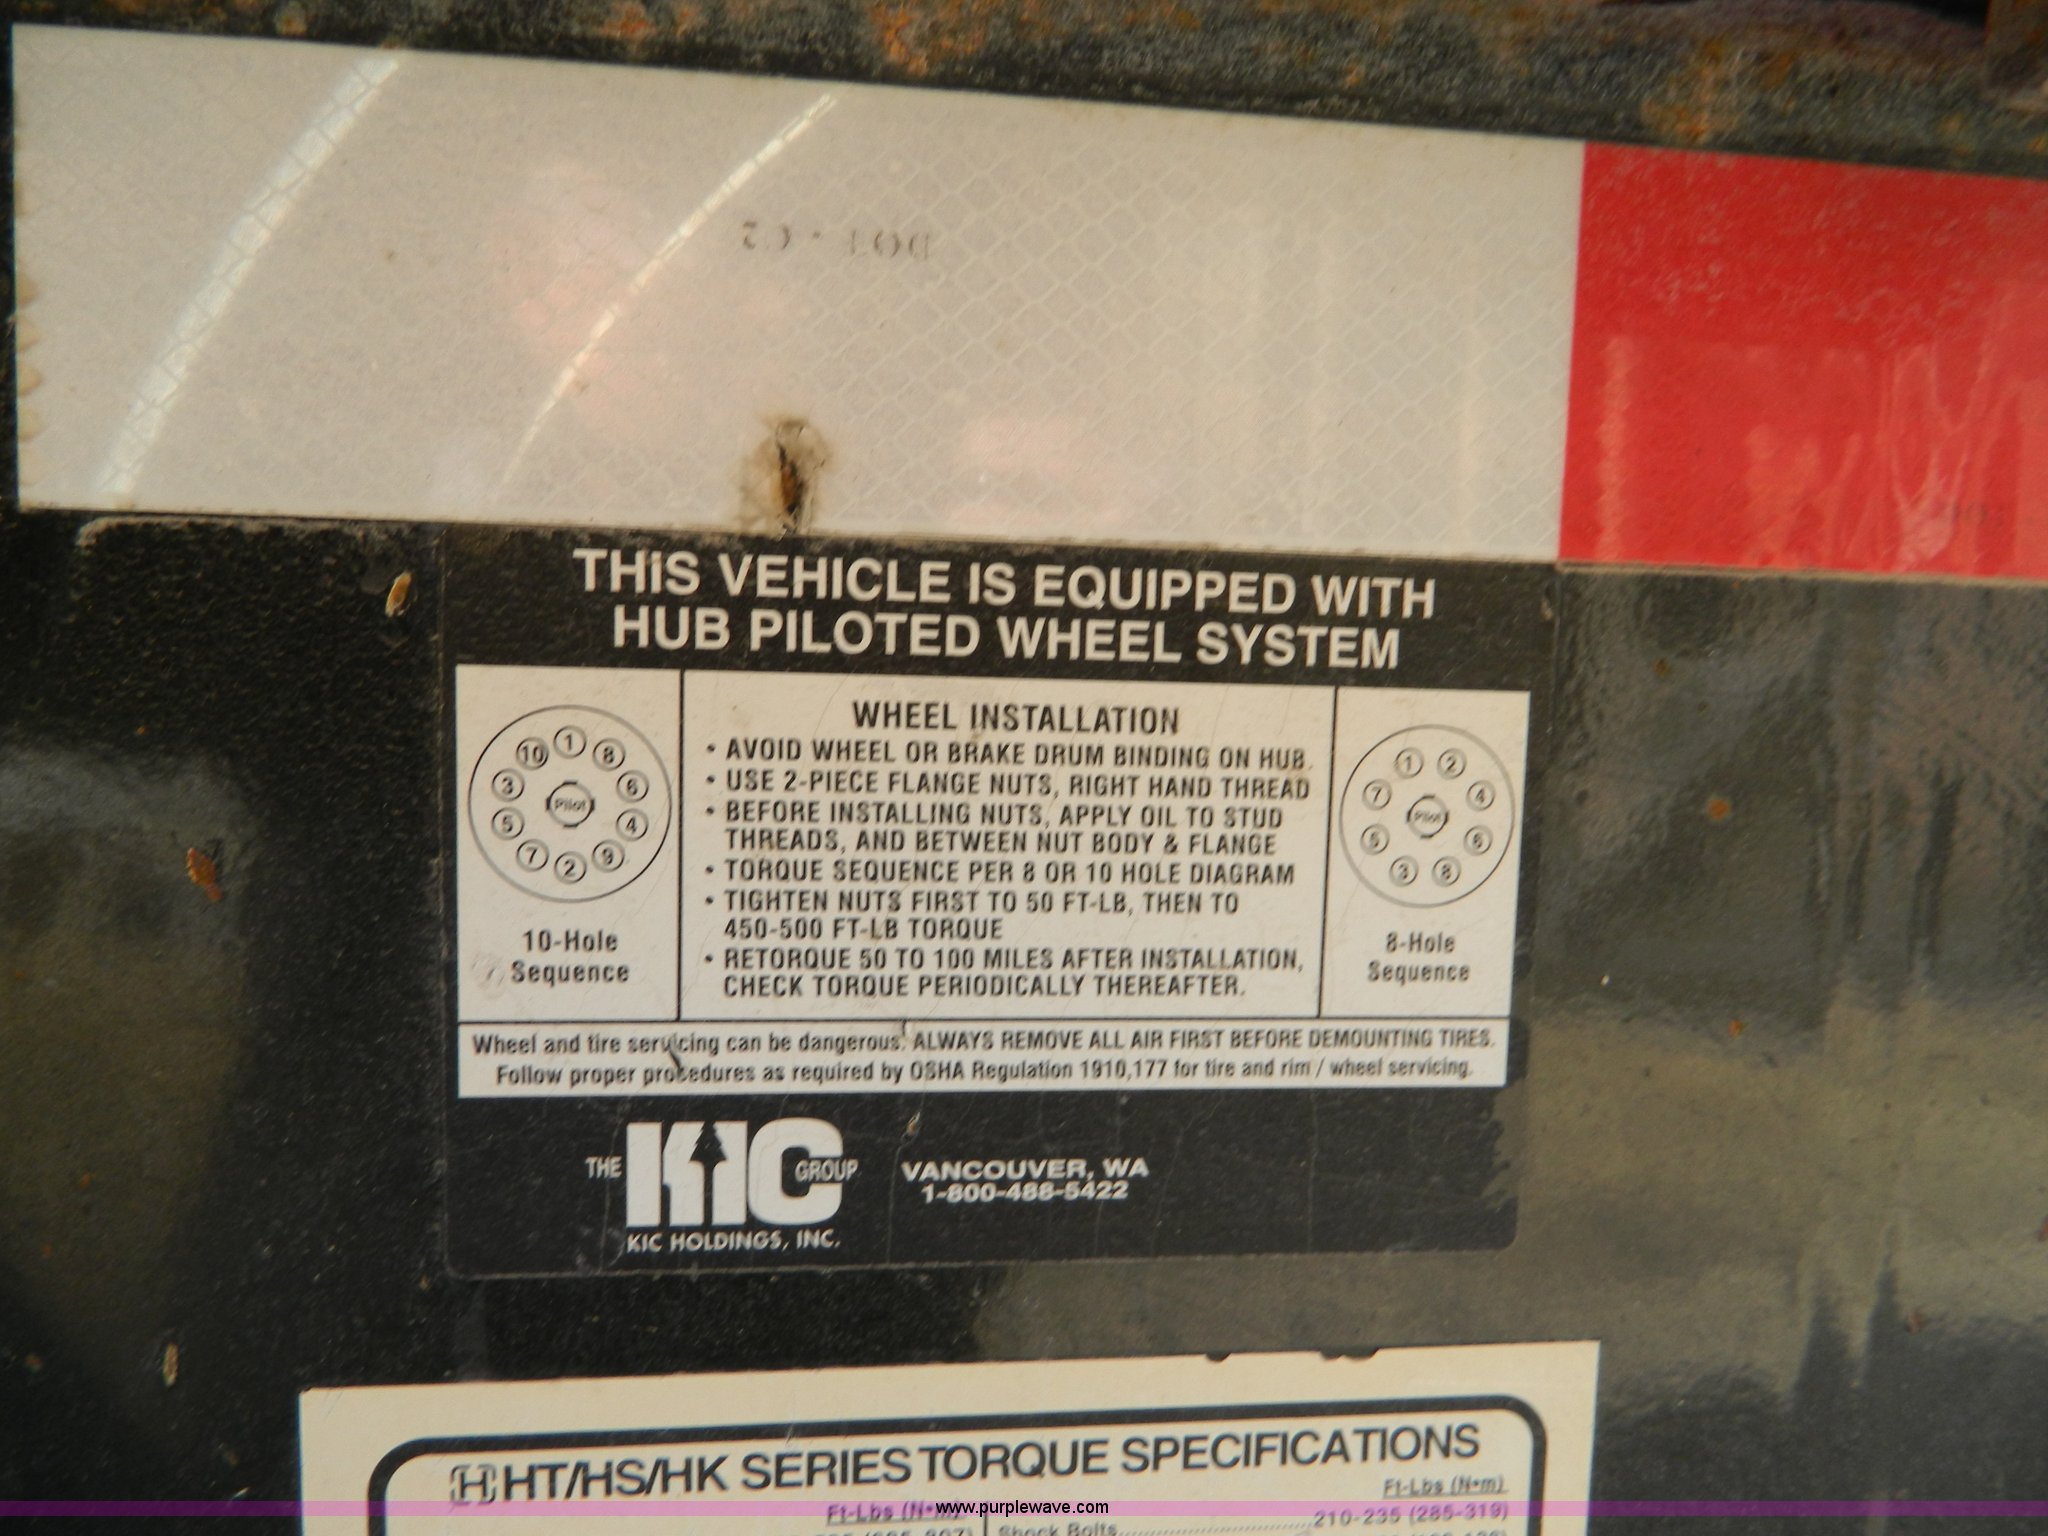 THIS VEHICLE IS EQUIPPED WITH
HUB PILOTED WHEEL SYSTEM
10 1 8
3 6
Pilot
5 4
7 2 9
10-Hole
Sequence
WHEEL INSTALLATION
• AVOID WHEEL OR BRAKE DRUM BINDING ON HUB.
• USE 2-PIECE FLANGE NUTS, RIGHT HAND THREAD
• BEFORE INSTALLING NUTS, APPLY OIL TO STUD
THREADS, AND BETWEEN NUT BODY & FLANGE
• TORQUE SEQUENCE PER 8 OR 10 HOLE DIAGRAM
• TIGHTEN NUTS FIRST TO 50 FT-LB, THEN TO
450-500 FT-LB TORQUE
• RETORQUE 50 TO 100 MILES AFTER INSTALLATION,
CHECK TORQUE PERIODICALLY THEREAFTER.
1 2
7 4
Pilot
5 6
3 8
8-Hole
Sequence
Wheel and tire servicing can be dangerous. ALWAYS REMOVE ALL AIR FIRST BEFORE DEMOUNTING TIRES.
Follow proper procedures as required by OSHA Regulation 1910,177 for tire and rim / wheel servicing.
THE KIC GROUP
KIC HOLDINGS, INC.
VANCOUVER, WA
1-800-488-5422
H HT/HS/HK SERIES TORQUE SPECIFICATIONS
Ft-Lbs (N•m) Ft-Lbs (N•m)
Shock Bolts 210-235 (285-319)
www.purplewave.com